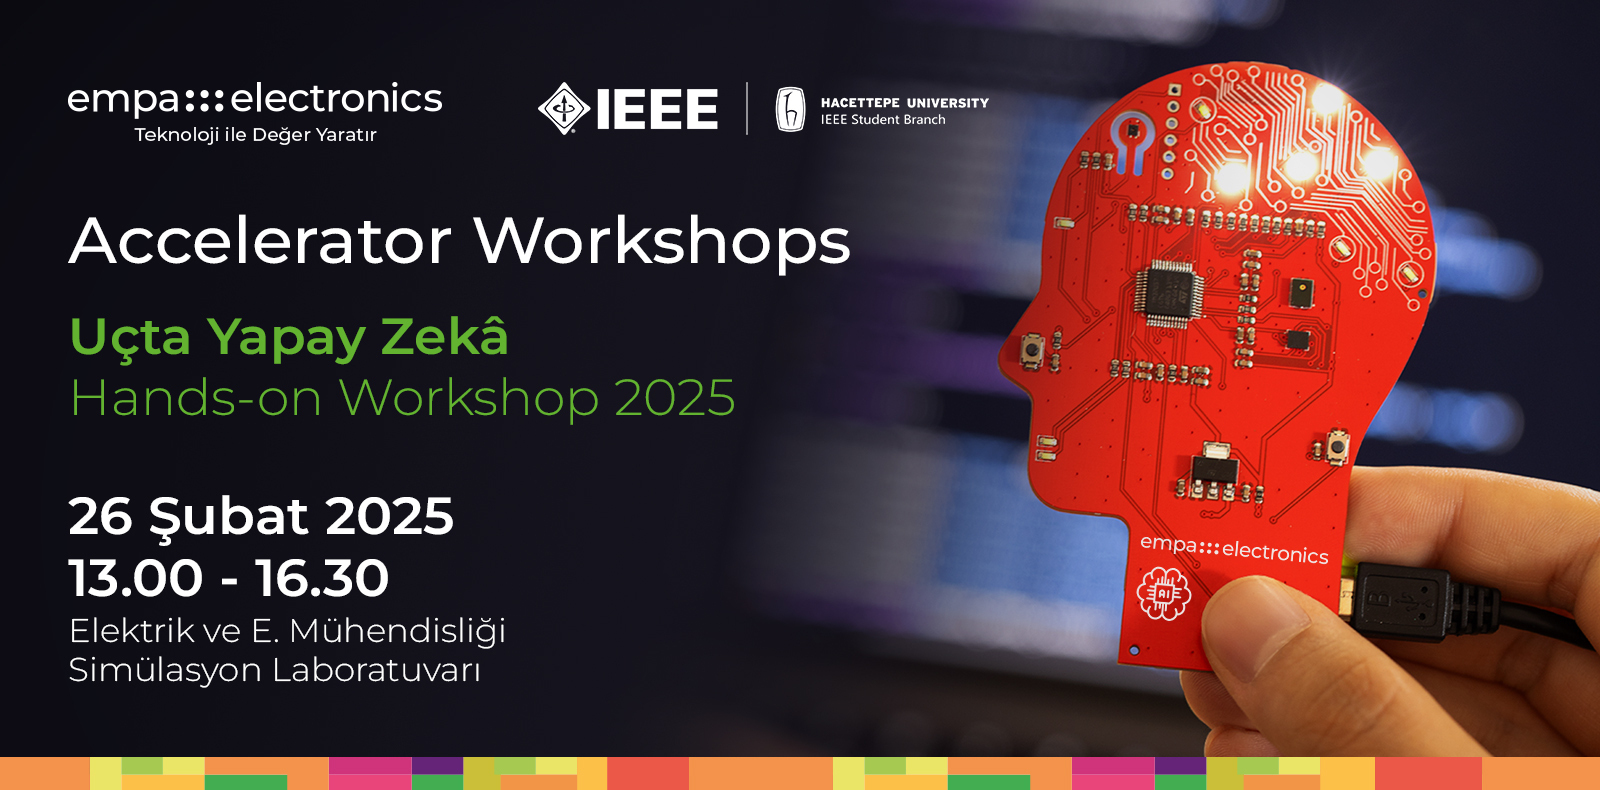 empa electronics
Teknoloji ile Değer Yaratır
IEEE
HACETTEPE UNIVERSITY
IEEE Student Branch
Accelerator Workshops
Uçta Yapay Zekâ
Hands-on Workshop 2025
26 Şubat 2025
13.00 - 16.30
Elektrik ve E. Mühendisliği
Simülasyon Laboratuvarı
empa electronics
AI
B